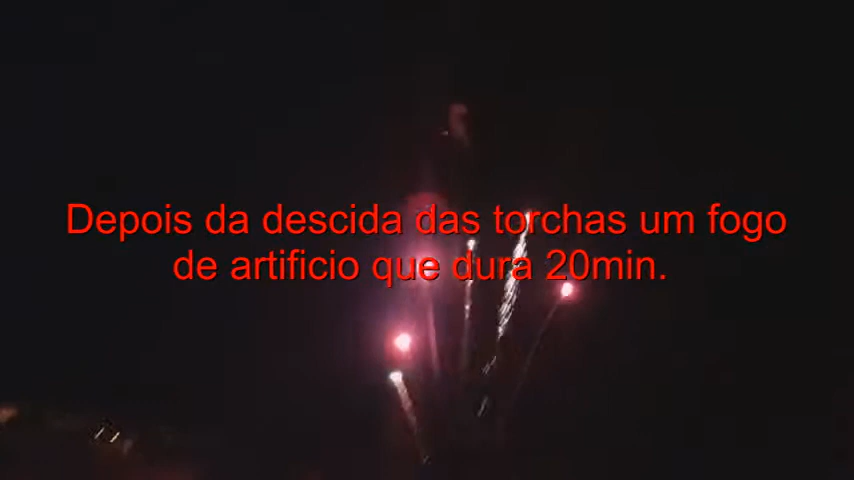 Depois da descida das torchas um fogo
de artificio que dura 20min.